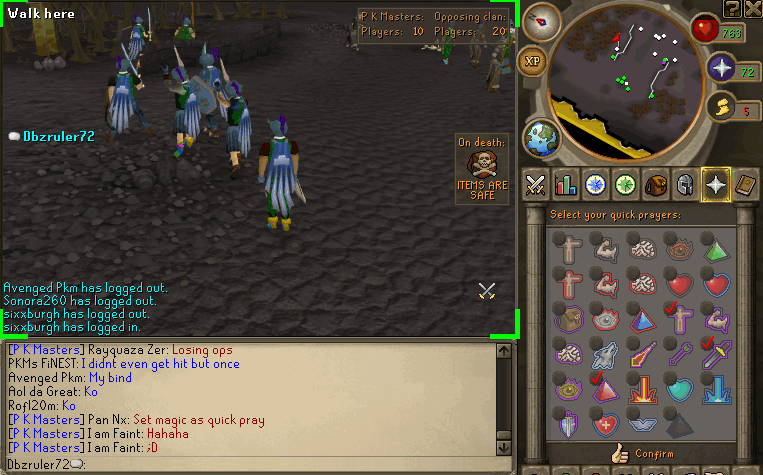 Walk here
P K Masters: Opposing clan:
Players: 10 Players: 20
763
XP
72
5
Dbzruler72
On death:
ITEMS ARE
SAFE
Select your quick prayers:
Avenged Pkm has logged out.
Sonora260 has logged out.
sixxburgh has logged out.
sixxburgh has logged in.
[P K Masters] Rayquaza Zer: Losing ops
PKMs FiNEST: I didnt even get hit but once
Avenged Pkm: My bind
Aol da Great: Ko
Rofl20m: Ko
[P K Masters] Pan Nx: Set magic as quick pray
[P K Masters] I am Faint: Hahaha
[P K Masters] I am Faint: ;D
Dbzruler72:
Confirm